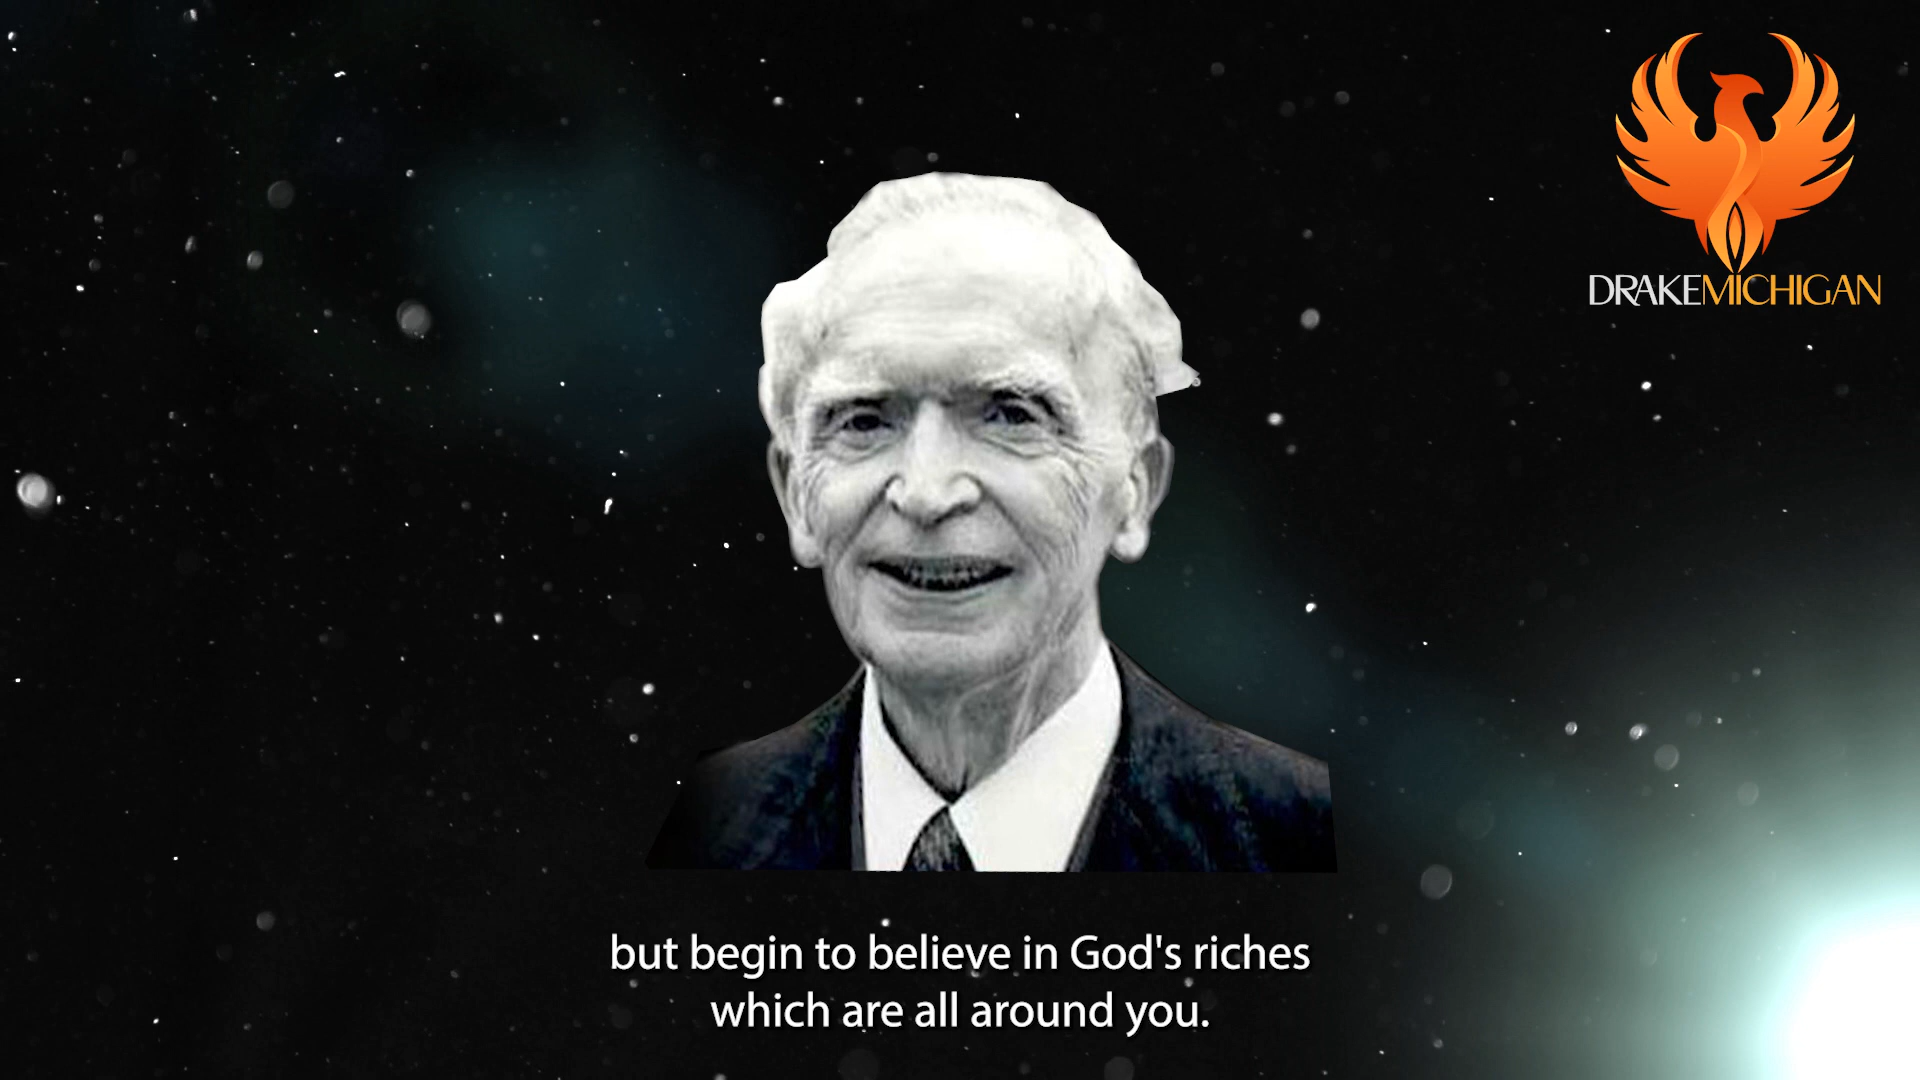 DRAKEMICHIGAN
but begin to believe in God's riches
which are all around you.